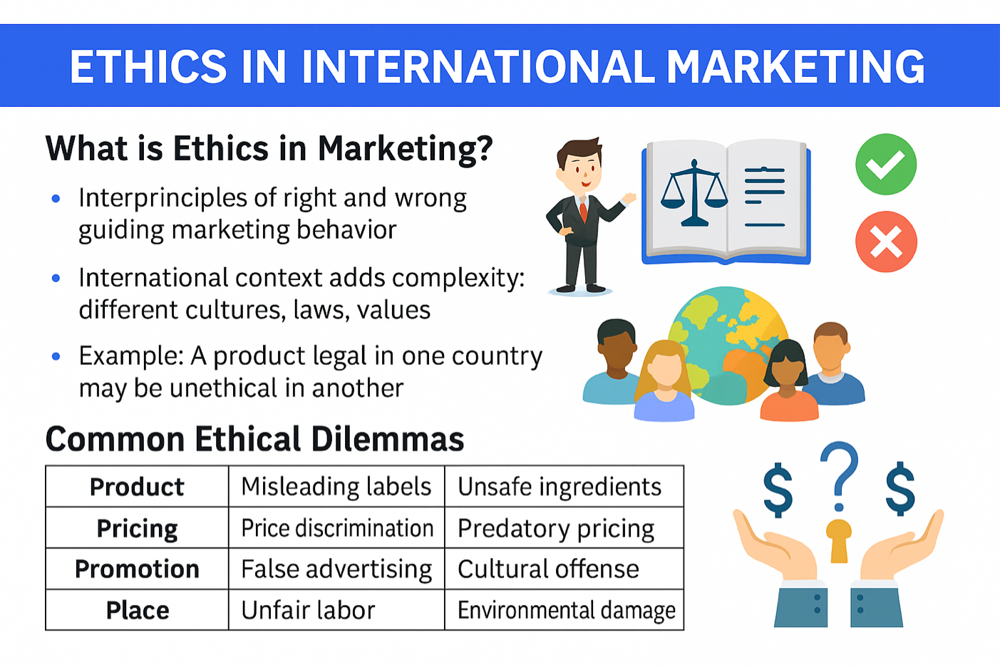 ETHICS IN INTERNATIONAL MARKETING
What is Ethics in Marketing?
• Interprinciples of right and wrong
guiding marketing behavior
• International context adds complexity:
different cultures, laws, values
• Example: A product legal in one country
may be unethical in another
Common Ethical Dilemmas
Product Misleading labels Unsafe ingredients
Pricing Price discrimination Predatory pricing
Promotion False advertising Cultural offense
Place Unfair labor Environmental damage
$ ? $